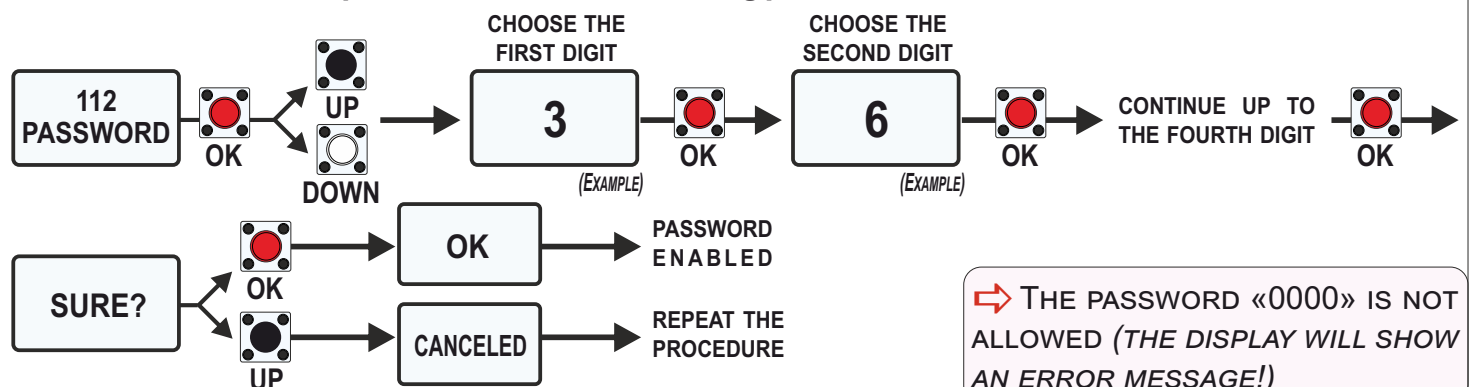 CHOOSE THE
FIRST DIGIT
CHOOSE THE
SECOND DIGIT
112
PASSWORD
OK
UP
DOWN
3
(EXAMPLE)
OK
6
(EXAMPLE)
OK
CONTINUE UP TO
THE FOURTH DIGIT
OK
SURE?
OK
UP
OK
PASSWORD
ENABLED
CANCELED
REPEAT THE
PROCEDURE
⇨ THE PASSWORD «0000» IS NOT
ALLOWED (THE DISPLAY WILL SHOW
AN ERROR MESSAGE!)